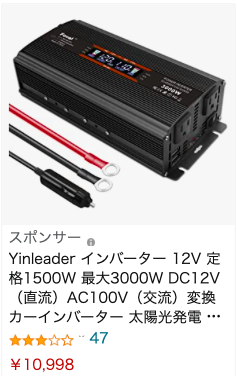 3000W
スポンサー
Yinleader インバーター 12V 定
格1500W 最大3000W DC12V
（直流）AC100V（交流）変換
カーインバーター 太陽光発電 …
47
￥10,998